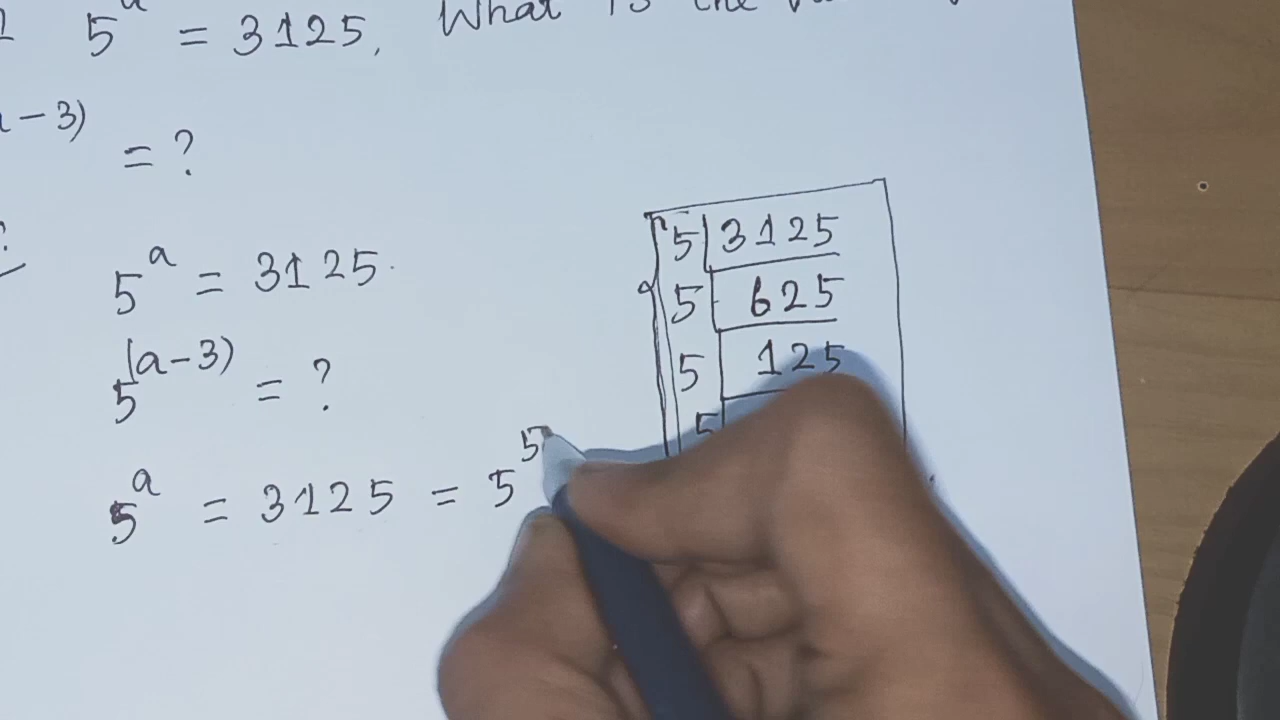 5^a = 3125, What is the
(a-3) = ?
5^a = 3125.
5^(a-3) = ?
5^a = 3125 = 5^5
5 | 3125
5 | 625
5 | 125
5